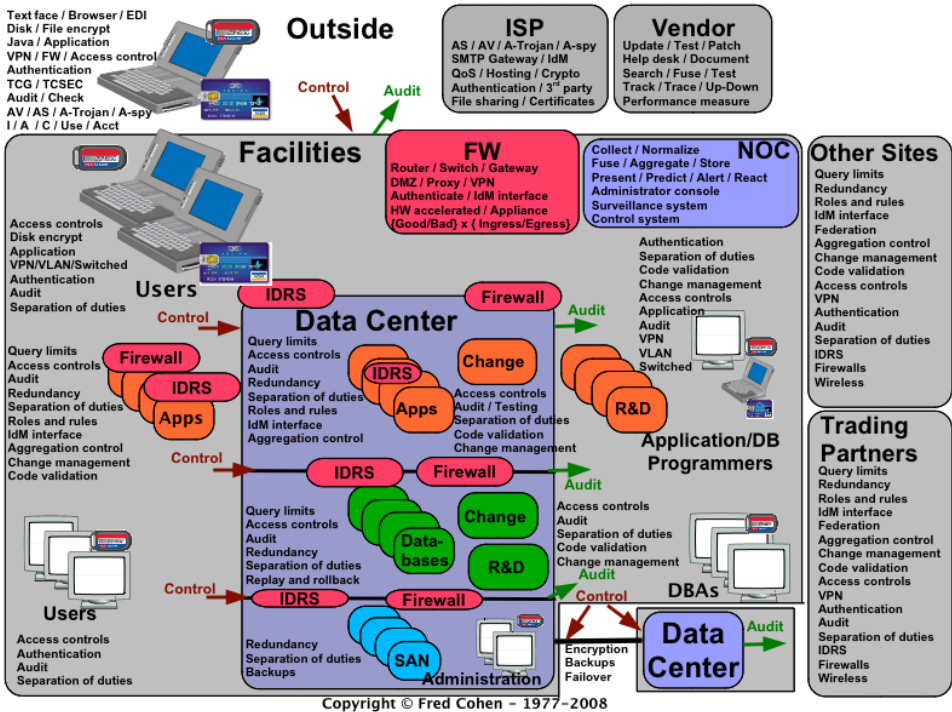 Text face / Browser / EDI
Disk / File encrypt
Java / Application
VPN / FW / Access control
Authentication
TCG / TCSEC
Audit / Check
AV / AS / A-Trojan / A-spy
I / A / C / Use / Acct
Outside
Control
Audit
ISP
AS / AV / A-Trojan / A-spy
SMTP Gateway / IdM
QoS / Hosting / Crypto
Authentication / 3rd party
File sharing / Certificates
Vendor
Update / Test / Patch
Help desk / Document
Search / Fuse / Test
Track / Trace / Up-Down
Performance measure
Facilities
FW
Router / Switch / Gateway
DMZ / Proxy / VPN
Authenticate / IdM interface
HW accelerated / Appliance
{Good/Bad} x { Ingress/Egress}
NOC
Collect / Normalize
Fuse / Aggregate / Store
Present / Predict / Alert / React
Administrator console
Surveillance system
Control system
Other Sites
Query limits
Redundancy
Roles and rules
IdM interface
Federation
Aggregation control
Change management
Code validation
Access controls
VPN
Authentication
Audit
Separation of duties
IDRS
Firewalls
Wireless
Access controls
Disk encrypt
Application
VPN/VLAN/Switched
Authentication
Audit
Separation of duties
Users
Authentication
Separation of duties
Code validation
Change management
Access controls
Application
Audit
VPN
VLAN
Switched
Application/DB
Programmers
Control
IDRS
Firewall
Audit
Data Center
Query limits
Access controls
Audit
Redundancy
Separation of duties
Roles and rules
IdM interface
Aggregation control
Change management
Code validation
Firewall
IDRS
Apps
Query limits
Access controls
Audit
Redundancy
Separation of duties
Roles and rules
IdM interface
Aggregation control
IDRS
Apps
Change
Access controls
Audit / Testing
Separation of duties
Code validation
Change management
R&D
Control
IDRS
Firewall
Audit
Query limits
Access controls
Audit
Redundancy
Separation of duties
Replay and rollback
Data-
bases
Change
R&D
Access controls
Audit
Separation of duties
Code validation
Change management
DBAs
Trading
Partners
Query limits
Redundancy
Roles and rules
IdM interface
Federation
Aggregation control
Change management
Code validation
Access controls
VPN
Authentication
Audit
Separation of duties
IDRS
Firewalls
Wireless
Users
Access controls
Authentication
Audit
Separation of duties
Control
IDRS
Firewall
Audit
Control
Redundancy
Separation of duties
Backups
SAN
Administration
Encryption
Backups
Failover
Data
Center
Audit
Copyright © Fred Cohen - 1977-2008